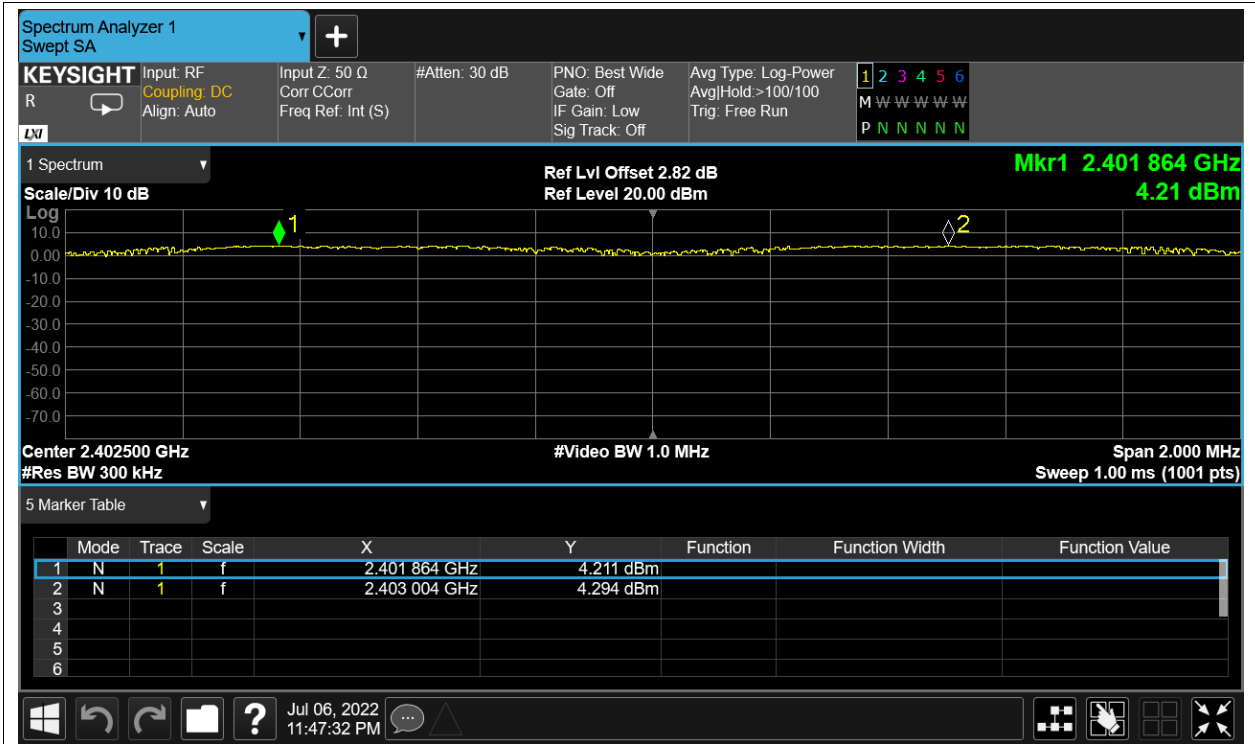 Spectrum Analyzer 1
Swept SA
KEYSIGHT
R
LXI
Input: RF
Coupling: DC
Align: Auto
Input Z: 50 Ω
Corr CCorr
Freq Ref: Int (S)
#Atten: 30 dB
PNO: Best Wide
Gate: Off
IF Gain: Low
Sig Track: Off
Avg Type: Log-Power
Avg|Hold:>100/100
Trig: Free Run
1 2 3 4 5 6
M W W W W W
P N N N N N
1 Spectrum
Scale/Div 10 dB
Ref Lvl Offset 2.82 dB
Ref Level 20.00 dBm
Mkr1 2.401 864 GHz
4.21 dBm
Log
1
2
10.0
0.00
-10.0
-20.0
-30.0
-40.0
-50.0
-60.0
-70.0
Center 2.402500 GHz
#Video BW 1.0 MHz
Span 2.000 MHz
#Res BW 300 kHz
Sweep 1.00 ms (1001 pts)
5 Marker Table
Mode Trace Scale X Y Function Function Width Function Value
1 N 1 f 2.401 864 GHz 4.211 dBm
2 N 1 f 2.403 004 GHz 4.294 dBm
3
4
5
6
?
Jul 06, 2022
11:47:32 PM